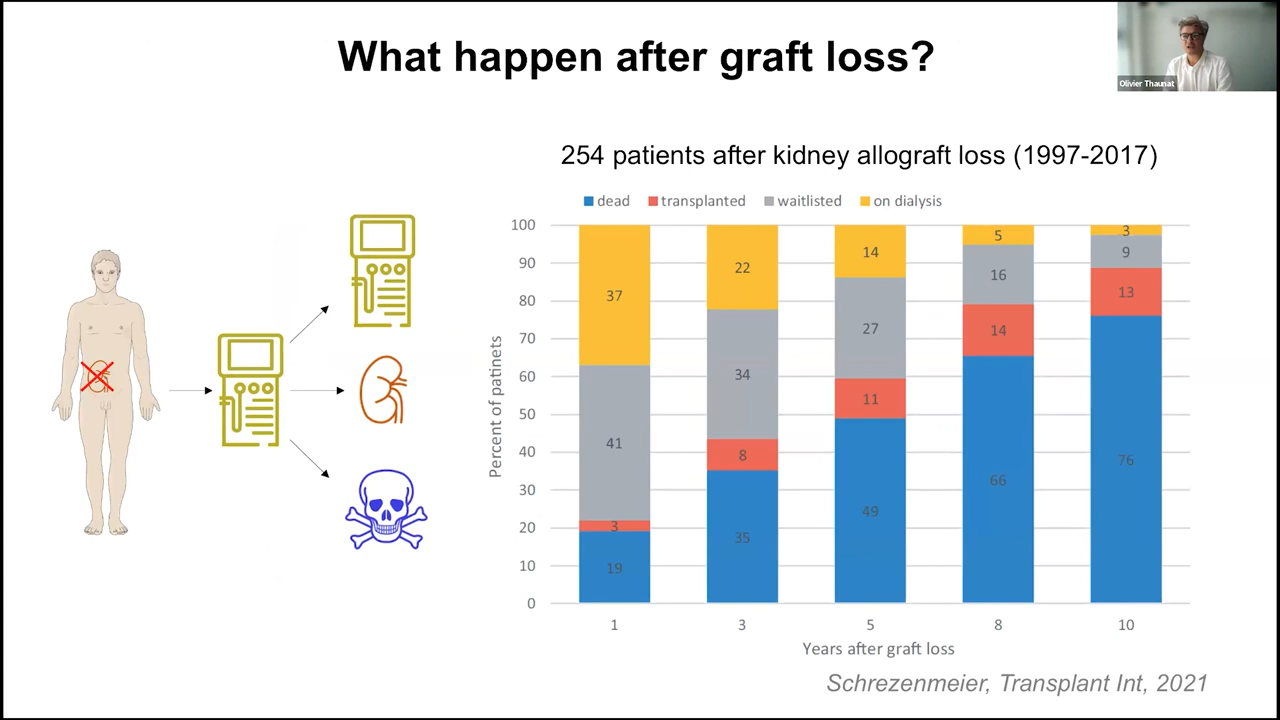 What happen after graft loss?
Olivier Thaunat
254 patients after kidney allograft loss (1997-2017)
dead transplanted waitlisted on dialysis
Percent of patinets
100
90
80
70
60
50
40
30
20
10
0
37 22 14 5 3
41 34 27 16 9
3 8 11 14 13
19 35 49 66 76
1 3 5 8 10
Years after graft loss
Schrezenmeier, Transplant Int, 2021